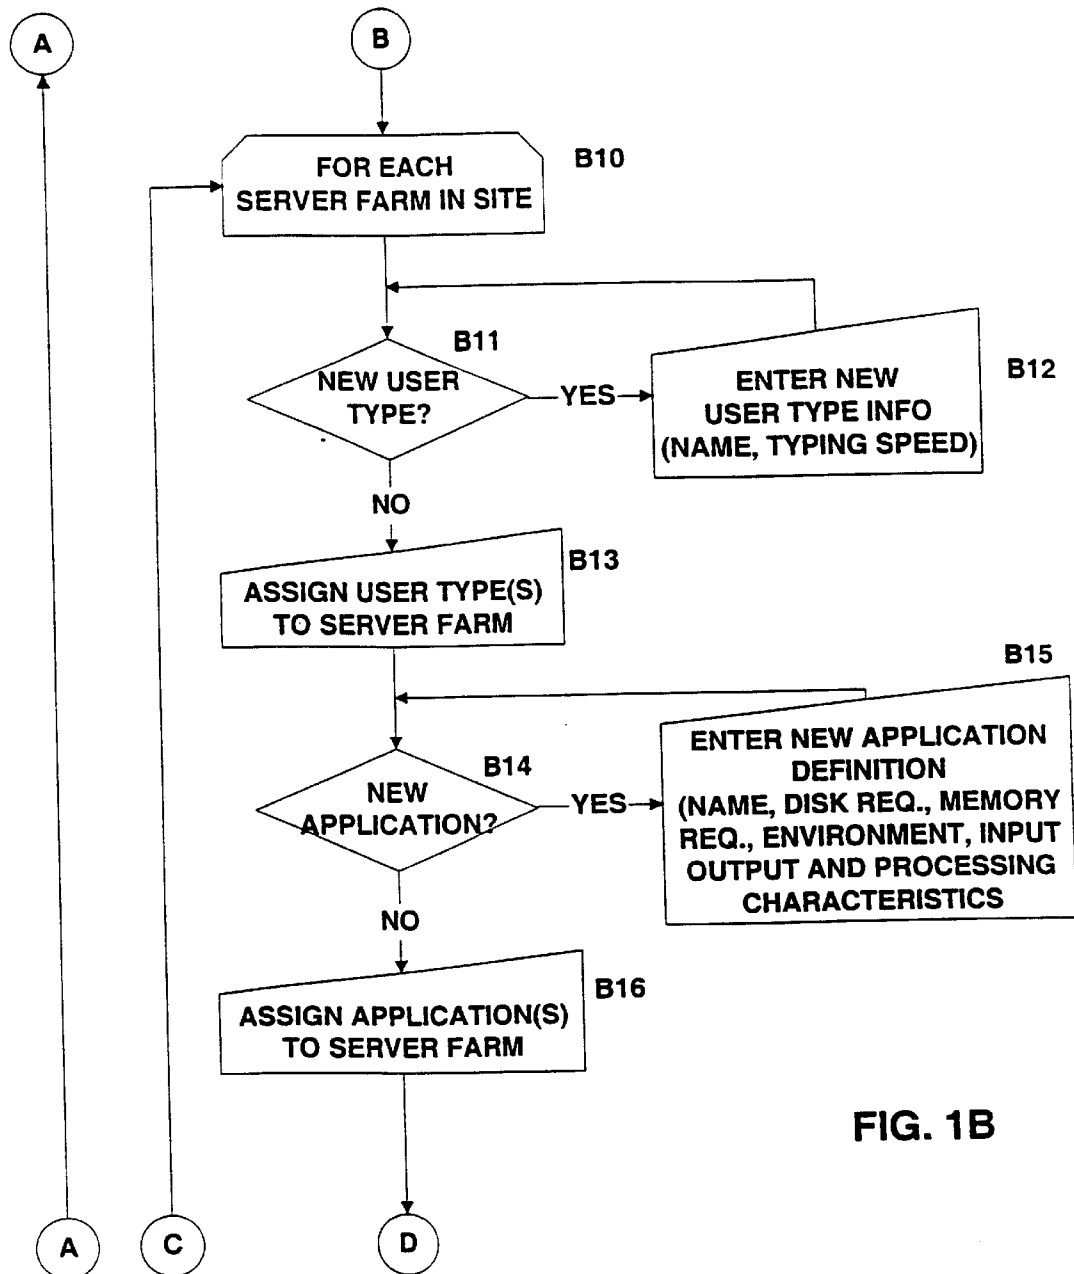 A
B
FOR EACH
SERVER FARM IN SITE
B10
B11
NEW USER
TYPE?
YES
ENTER NEW
USER TYPE INFO
(NAME, TYPING SPEED)
B12
NO
ASSIGN USER TYPE(S)
TO SERVER FARM
B13
B14
NEW
APPLICATION?
YES
B15
ENTER NEW APPLICATION
DEFINITION
(NAME, DISK REQ., MEMORY
REQ., ENVIRONMENT, INPUT
OUTPUT AND PROCESSING
CHARACTERISTICS
NO
ASSIGN APPLICATION(S)
TO SERVER FARM
B16
FIG. 1B
A
C
D